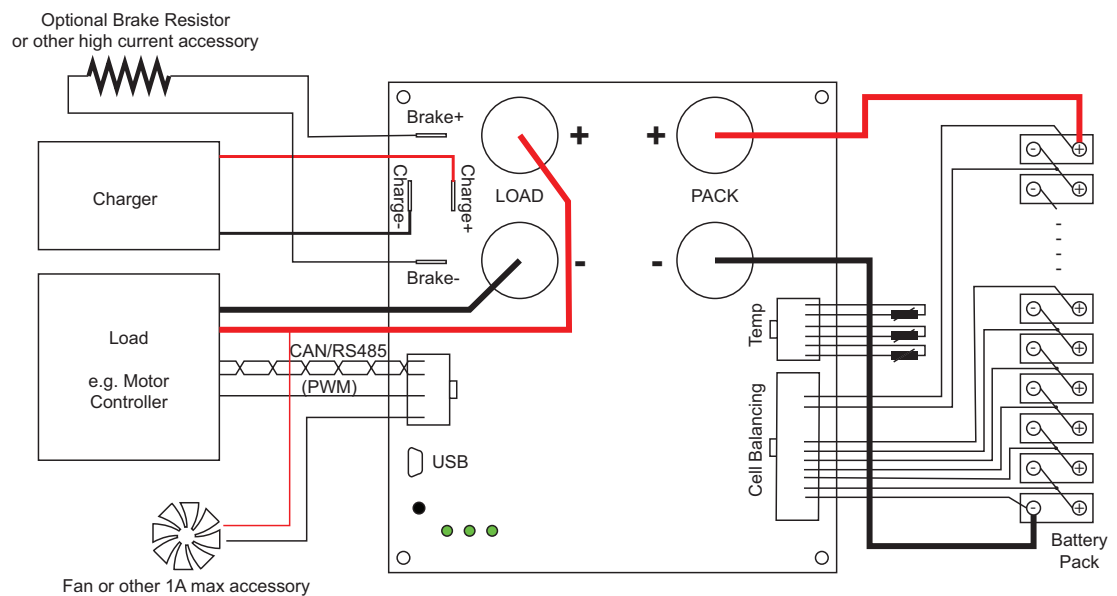 Optional Brake Resistor
or other high current accessory
Brake+
+
+
Charger
Charge-
Charge+
LOAD
PACK
Brake-
-
-
Load
e.g. Motor
Controller
CAN/RS485
(PWM)
Temp
Cell Balancing
USB
Battery
Pack
Fan or other 1A max accessory